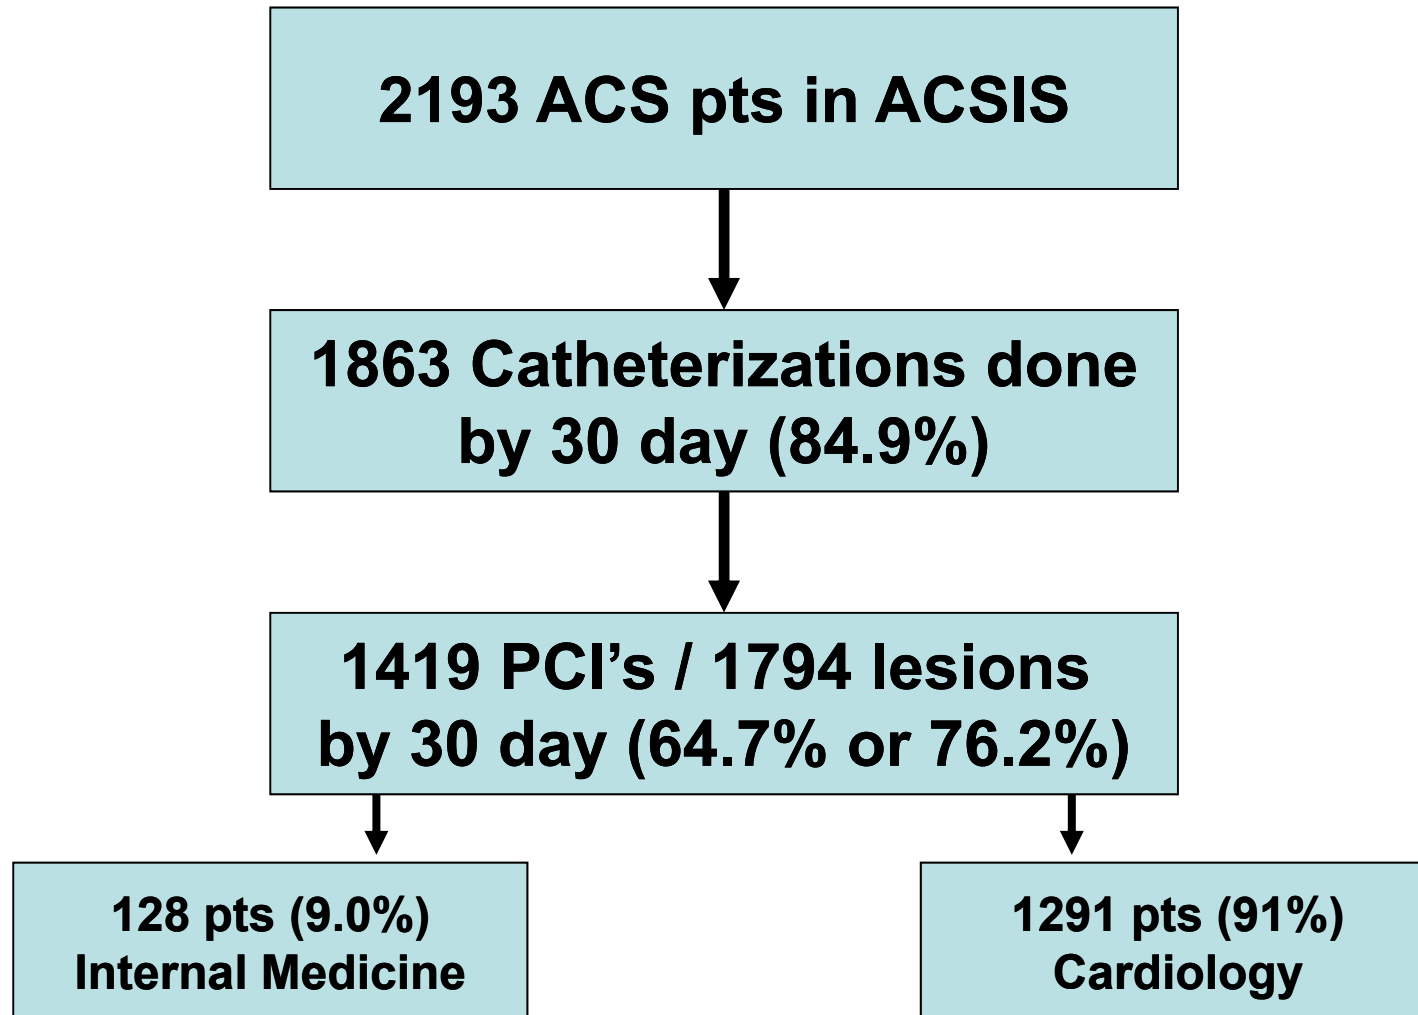 2193 ACS pts in ACSIS
1863 Catheterizations done
by 30 day (84.9%)
1419 PCI’s / 1794 lesions
by 30 day (64.7% or 76.2%)
128 pts (9.0%)
Internal Medicine
1291 pts (91%)
Cardiology